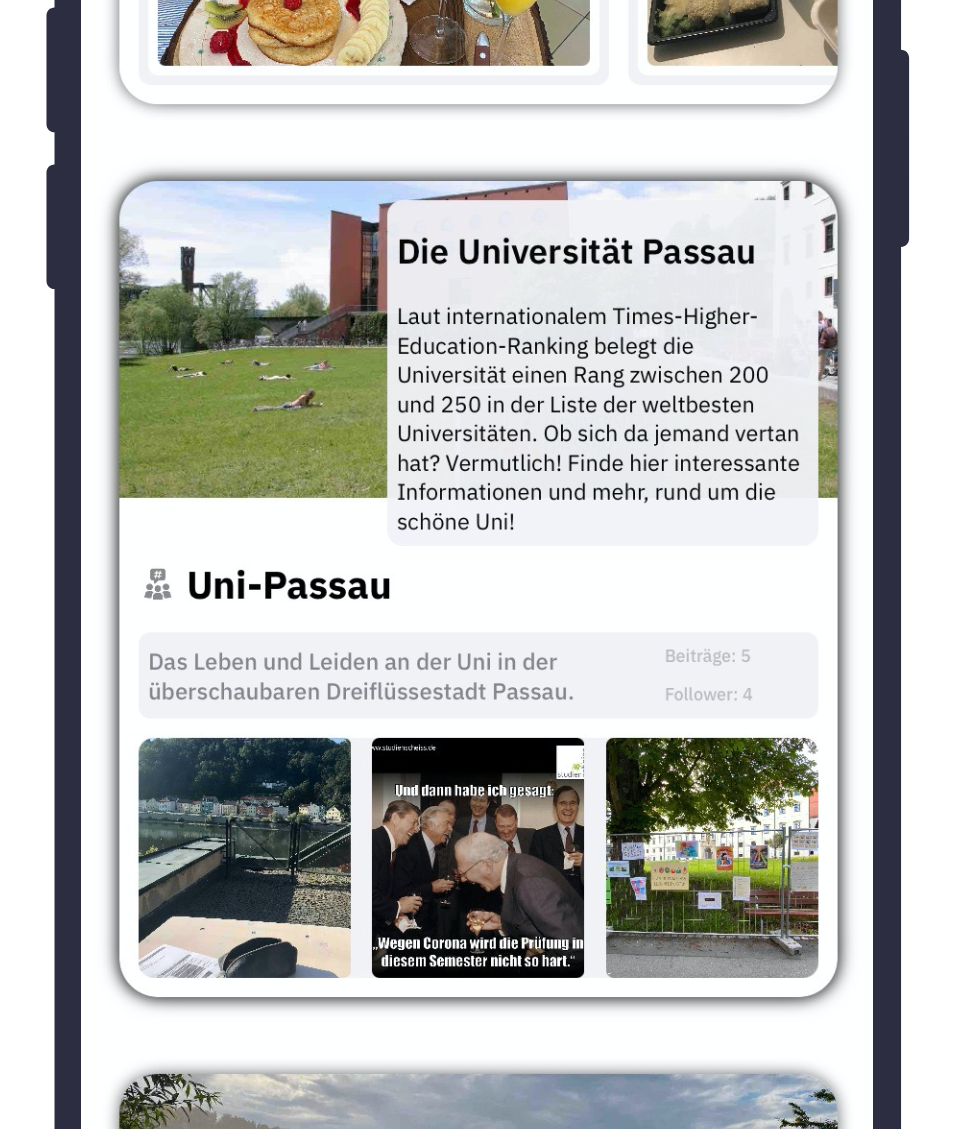 Die Universität Passau
Laut internationalem Times-Higher-
Education-Ranking belegt die
Universität einen Rang zwischen 200
und 250 in der Liste der weltbesten
Universitäten. Ob sich da jemand vertan
hat? Vermutlich! Finde hier interessante
Informationen und mehr, rund um die
schöne Uni!
#
Uni-Passau
Das Leben und Leiden an der Uni in der
überschaubaren Dreiflüssestadt Passau.
Beiträge: 5
Follower: 4
ww.studienscheiss.de
studien
Und dann habe ich gesagt:
„Wegen Corona wird die Prüfung in
diesem Semester nicht so hart."